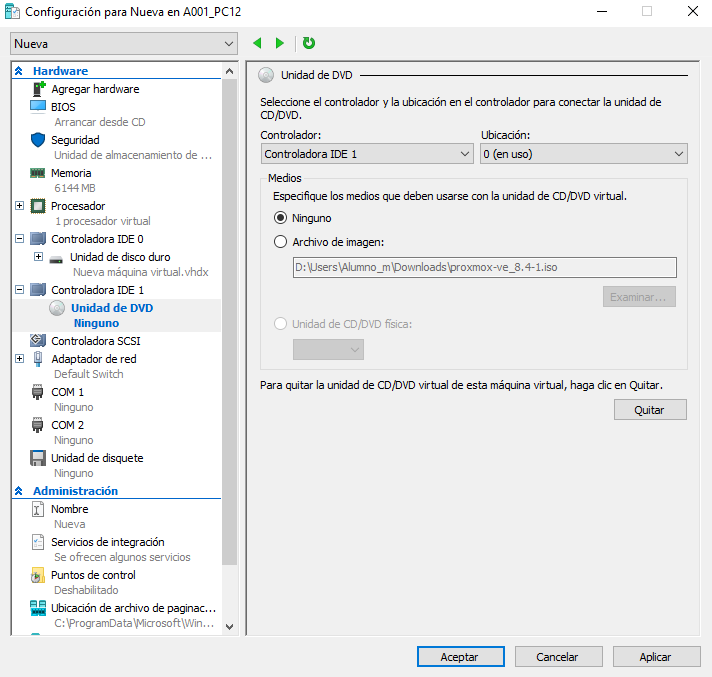 Configuración para Nueva en A001_PC12
Nueva
Hardware
Agregar hardware
BIOS
Arrancar desde CD
Seguridad
Unidad de almacenamiento de ...
Memoria
6144 MB
Procesador
1 procesador virtual
Controladora IDE 0
Unidad de disco duro
Nueva máquina virtual.vhdx
Controladora IDE 1
Unidad de DVD
Ninguno
Controladora SCSI
Adaptador de red
Default Switch
COM 1
Ninguno
COM 2
Ninguno
Unidad de disquete
Ninguno
Administración
Nombre
Nueva
Servicios de integración
Se ofrecen algunos servicios
Puntos de control
Deshabilitado
Ubicación de archivo de paginac...
C:\ProgramData\Microsoft\Win...
Unidad de DVD
Seleccione el controlador y la ubicación en el controlador para conectar la unidad de
CD/DVD.
Controlador: Ubicación:
Controladora IDE 1 0 (en uso)
Medios
Especifique los medios que deben usarse con la unidad de CD/DVD virtual.
Ninguno
Archivo de imagen:
D:\Users\Alumno_m\Downloads\proxmox-ve_8.4-1.iso
Examinar...
Unidad de CD/DVD física:
Para quitar la unidad de CD/DVD virtual de esta máquina virtual, haga clic en Quitar.
Quitar
Aceptar Cancelar Aplicar